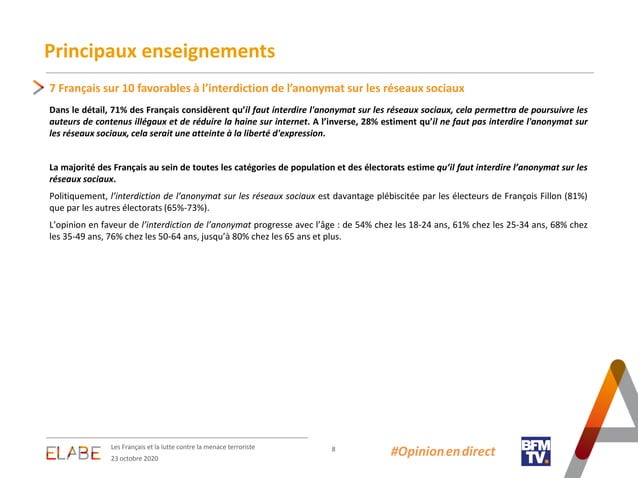 Principaux enseignements
7 Français sur 10 favorables à l’interdiction de l’anonymat sur les réseaux sociaux
Dans le détail, 71% des Français considèrent qu’il faut interdire l’anonymat sur les réseaux sociaux, cela permettra de poursuivre les
auteurs de contenus illégaux et de réduire la haine sur internet. A l’inverse, 28% estiment qu’il ne faut pas interdire l’anonymat sur
les réseaux sociaux, cela serait une atteinte à la liberté d’expression.
La majorité des Français au sein de toutes les catégories de population et des électorats estime qu’il faut interdire l’anonymat sur les
réseaux sociaux.
Politiquement, l’interdiction de l’anonymat sur les réseaux sociaux est davantage plébiscitée par les électeurs de François Fillon (81%)
que par les autres électorats (65%-73%).
L’opinion en faveur de l’interdiction de l’anonymat progresse avec l’âge : de 54% chez les 18-24 ans, 61% chez les 25-34 ans, 68% chez
les 35-49 ans, 76% chez les 50-64 ans, jusqu’à 80% chez les 65 ans et plus.
ELABE
Les Français et la lutte contre la menace terroriste
23 octobre 2020
8
#Opinionendirect
BFM
TV.